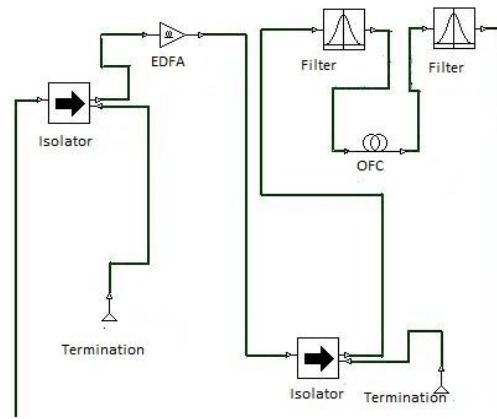 EDFA
Filter
Filter
Isolator
OFC
Termination
Isolator
Termination